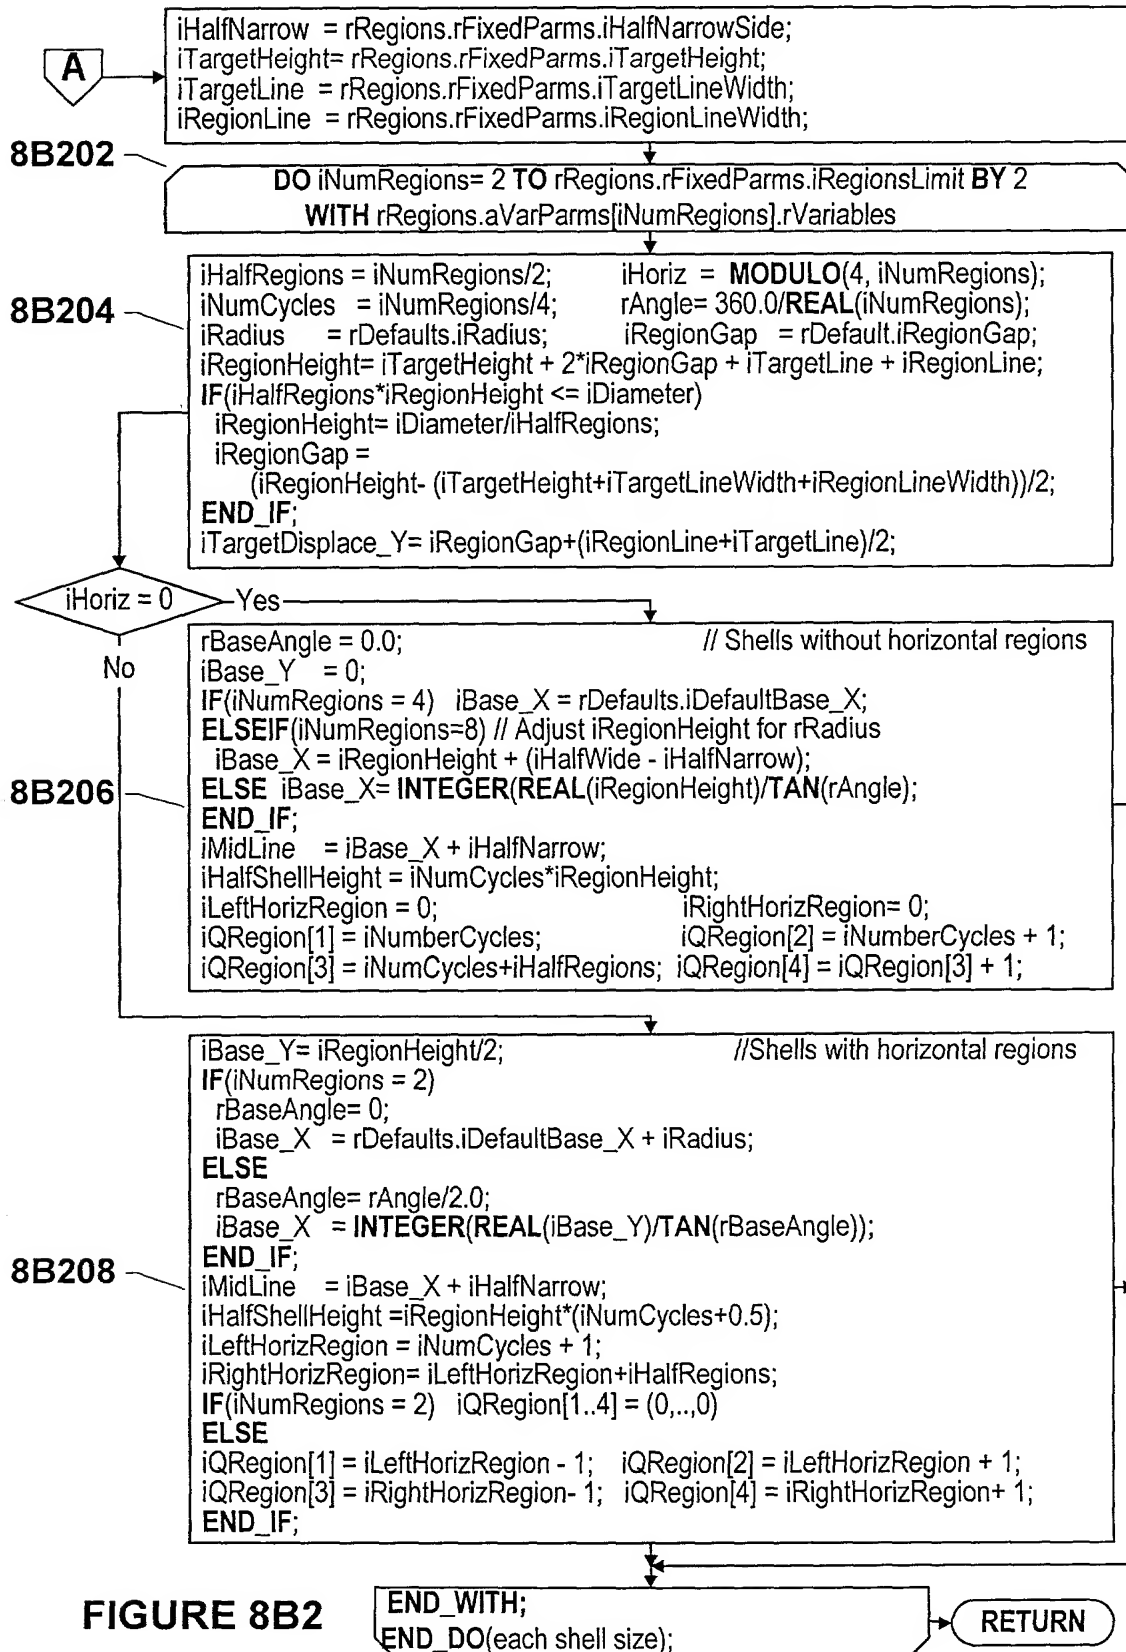 A
iHalfNarrow = rRegions.rFixedParms.iHalfNarrowSide;
iTargetHeight= rRegions.rFixedParms.iTargetHeight;
iTargetLine = rRegions.rFixedParms.iTargetLineWidth;
iRegionLine = rRegions.rFixedParms.iRegionLineWidth;
8B202
DO iNumRegions= 2 TO rRegions.rFixedParms.iRegionsLimit BY 2
WITH rRegions.aVarParms[iNumRegions].rVariables
8B204
iHalfRegions = iNumRegions/2; iHoriz = MODULO(4, iNumRegions);
iNumCycles = iNumRegions/4; rAngle= 360.0/REAL(iNumRegions);
iRadius = rDefaults.iRadius; iRegionGap = rDefault.iRegionGap;
iRegionHeight= iTargetHeight + 2*iRegionGap + iTargetLine + iRegionLine;
IF(iHalfRegions*iRegionHeight <= iDiameter)
iRegionHeight= iDiameter/iHalfRegions;
iRegionGap =
(iRegionHeight- (iTargetHeight+iTargetLineWidth+iRegionLineWidth))/2;
END_IF;
iTargetDisplace_Y= iRegionGap+(iRegionLine+iTargetLine)/2;
iHoriz = 0 Yes
No
8B206
rBaseAngle = 0.0; // Shells without horizontal regions
iBase_Y = 0;
IF(iNumRegions = 4) iBase_X = rDefaults.iDefaultBase_X;
ELSEIF(iNumRegions=8) // Adjust iRegionHeight for rRadius
iBase_X = iRegionHeight + (iHalfWide - iHalfNarrow);
ELSE iBase_X= INTEGER(REAL(iRegionHeight)/TAN(rAngle);
END_IF;
iMidLine = iBase_X + iHalfNarrow;
iHalfShellHeight = iNumCycles*iRegionHeight;
iLeftHorizRegion = 0; iRightHorizRegion= 0;
iQRegion[1] = iNumberCycles; iQRegion[2] = iNumberCycles + 1;
iQRegion[3] = iNumCycles+iHalfRegions; iQRegion[4] = iQRegion[3] + 1;
8B208
iBase_Y= iRegionHeight/2; //Shells with horizontal regions
IF(iNumRegions = 2)
rBaseAngle= 0;
iBase_X = rDefaults.iDefaultBase_X + iRadius;
ELSE
rBaseAngle= rAngle/2.0;
iBase_X = INTEGER(REAL(iBase_Y)/TAN(rBaseAngle));
END_IF;
iMidLine = iBase_X + iHalfNarrow;
iHalfShellHeight =iRegionHeight*(iNumCycles+0.5);
iLeftHorizRegion = iNumCycles + 1;
iRightHorizRegion= iLeftHorizRegion+iHalfRegions;
IF(iNumRegions = 2) iQRegion[1..4] = (0,..,0)
ELSE
iQRegion[1] = iLeftHorizRegion - 1; iQRegion[2] = iLeftHorizRegion + 1;
iQRegion[3] = iRightHorizRegion- 1; iQRegion[4] = iRightHorizRegion+ 1;
END_IF;
FIGURE 8B2
END_WITH;
END_DO(each shell size);
RETURN